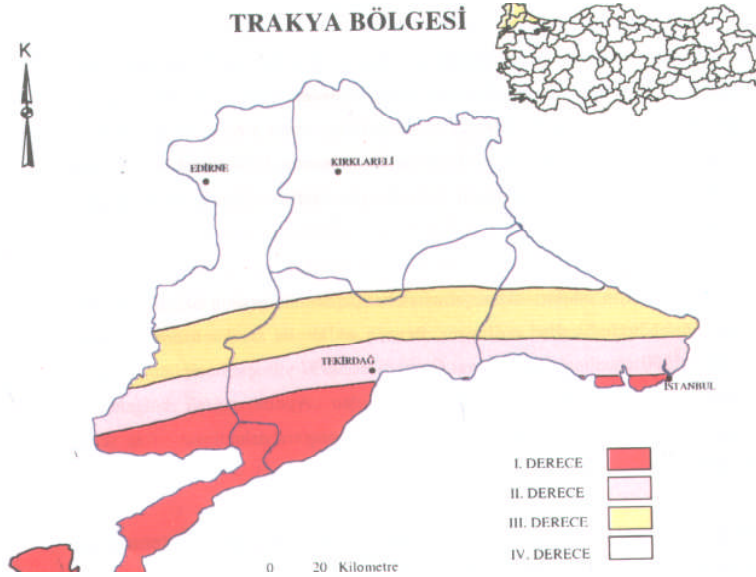 TRAKYA BÖLGESİ
K
EDİRNE
KIRKLARELİ
TEKİRDAĞ
İSTANBUL
I. DERECE
II. DERECE
III. DERECE
IV. DERECE
0 20 Kilometre